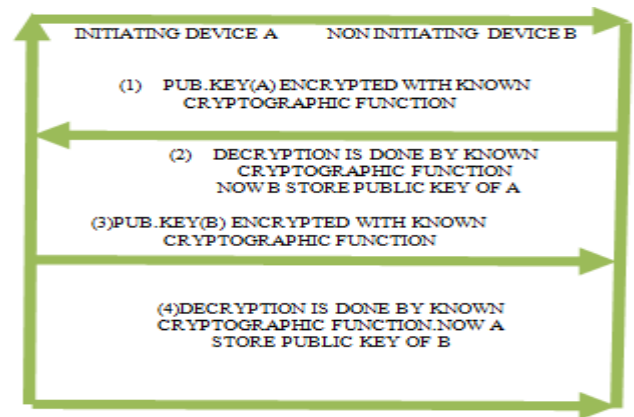 INITIATING DEVICE A NON INITIATING DEVICE B
(1) PUB.KEY(A) ENCRYPTED WITH KNOWN
CRYPTOGRAPHIC FUNCTION
(2) DECRYPTION IS DONE BY KNOWN
CRYPTOGRAPHIC FUNCTION
NOW B STORE PUBLIC KEY OF A
(3)PUB.KEY(B) ENCRYPTED WITH KNOWN
CRYPTOGRAPHIC FUNCTION
(4)DECRYPTION IS DONE BY KNOWN
CRYPTOGRAPHIC FUNCTION.NOW A
STORE PUBLIC KEY OF B